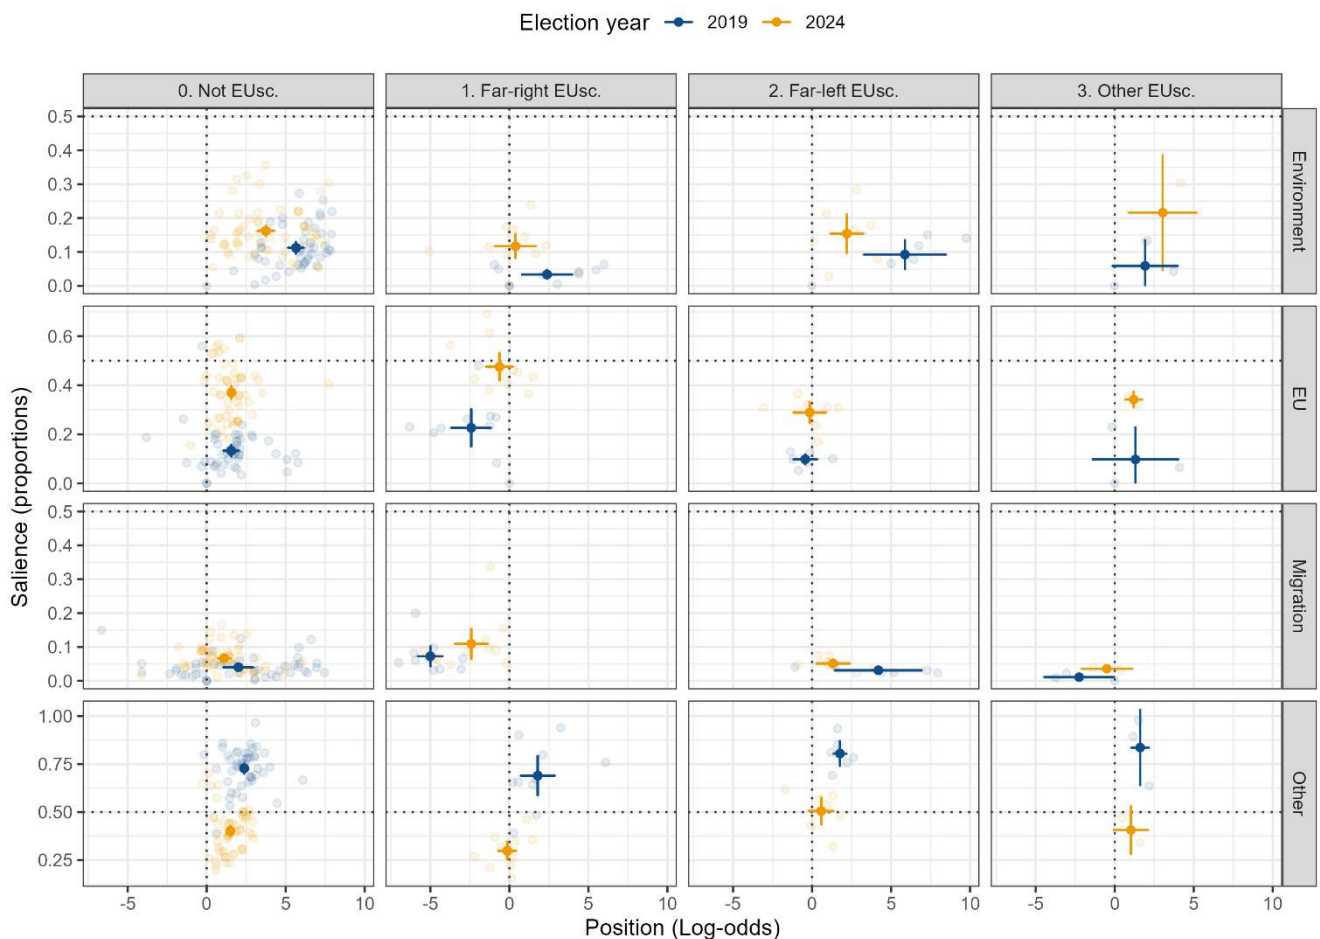 Election year 2019 2024
0. Not EUsc. 1. Far-right EUsc. 2. Far-left EUsc. 3. Other EUsc.
Salience (proportions)
0.5
0.4
0.3
0.2
0.1
0.0
Environment
0.6
0.4
0.2
0.0
EU
0.5
0.4
0.3
0.2
0.1
0.0
Migration
1.00
0.75
0.50
0.25
Other
-5 0 5 10 -5 0 5 10 -5 0 5 10 -5 0 5 10
Position (Log-odds)